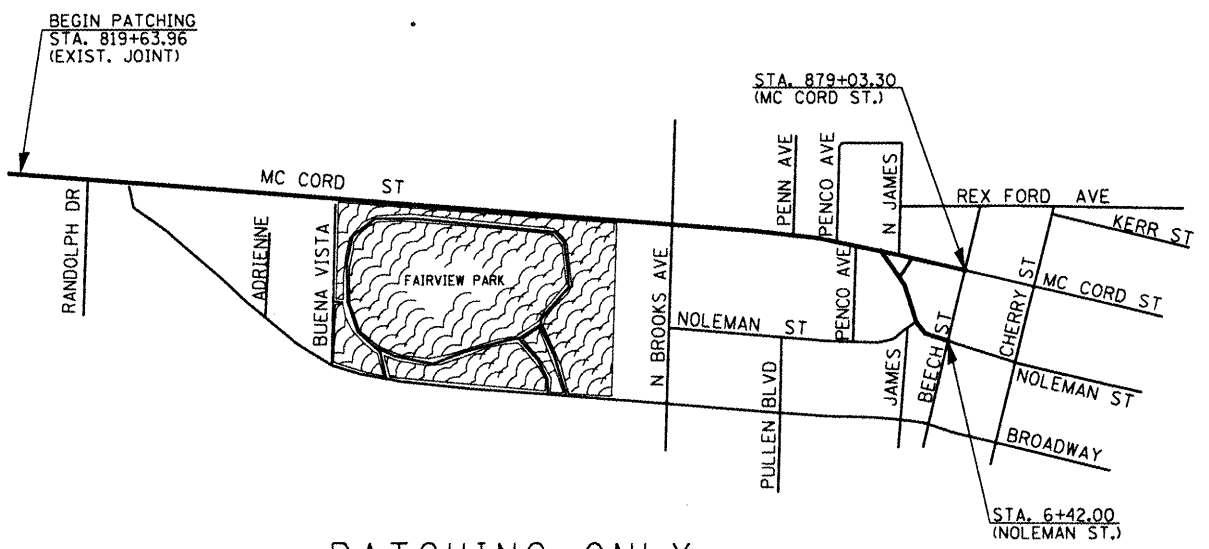 BEGIN PATCHING
STA. 819+63.96
(EXIST. JOINT)
STA. 879+03.30
(MC CORD ST.)
MC CORD ST
RANDOLPH DR
ADRIENNE
BUENA VISTA
FAIRVIEW PARK
N BROOKS AVE
NOLEMAN ST
PULLEN BLVD
PENN AVE
PENCO AVE
PENCO AVE
N JAMES
JAMES
REX FORD AVE
KERR ST
BEECH ST
CHERRY ST
MC CORD ST
NOLEMAN ST
BROADWAY
STA. 6+42.00
(NOLEMAN ST.)
PATCHING ONLY